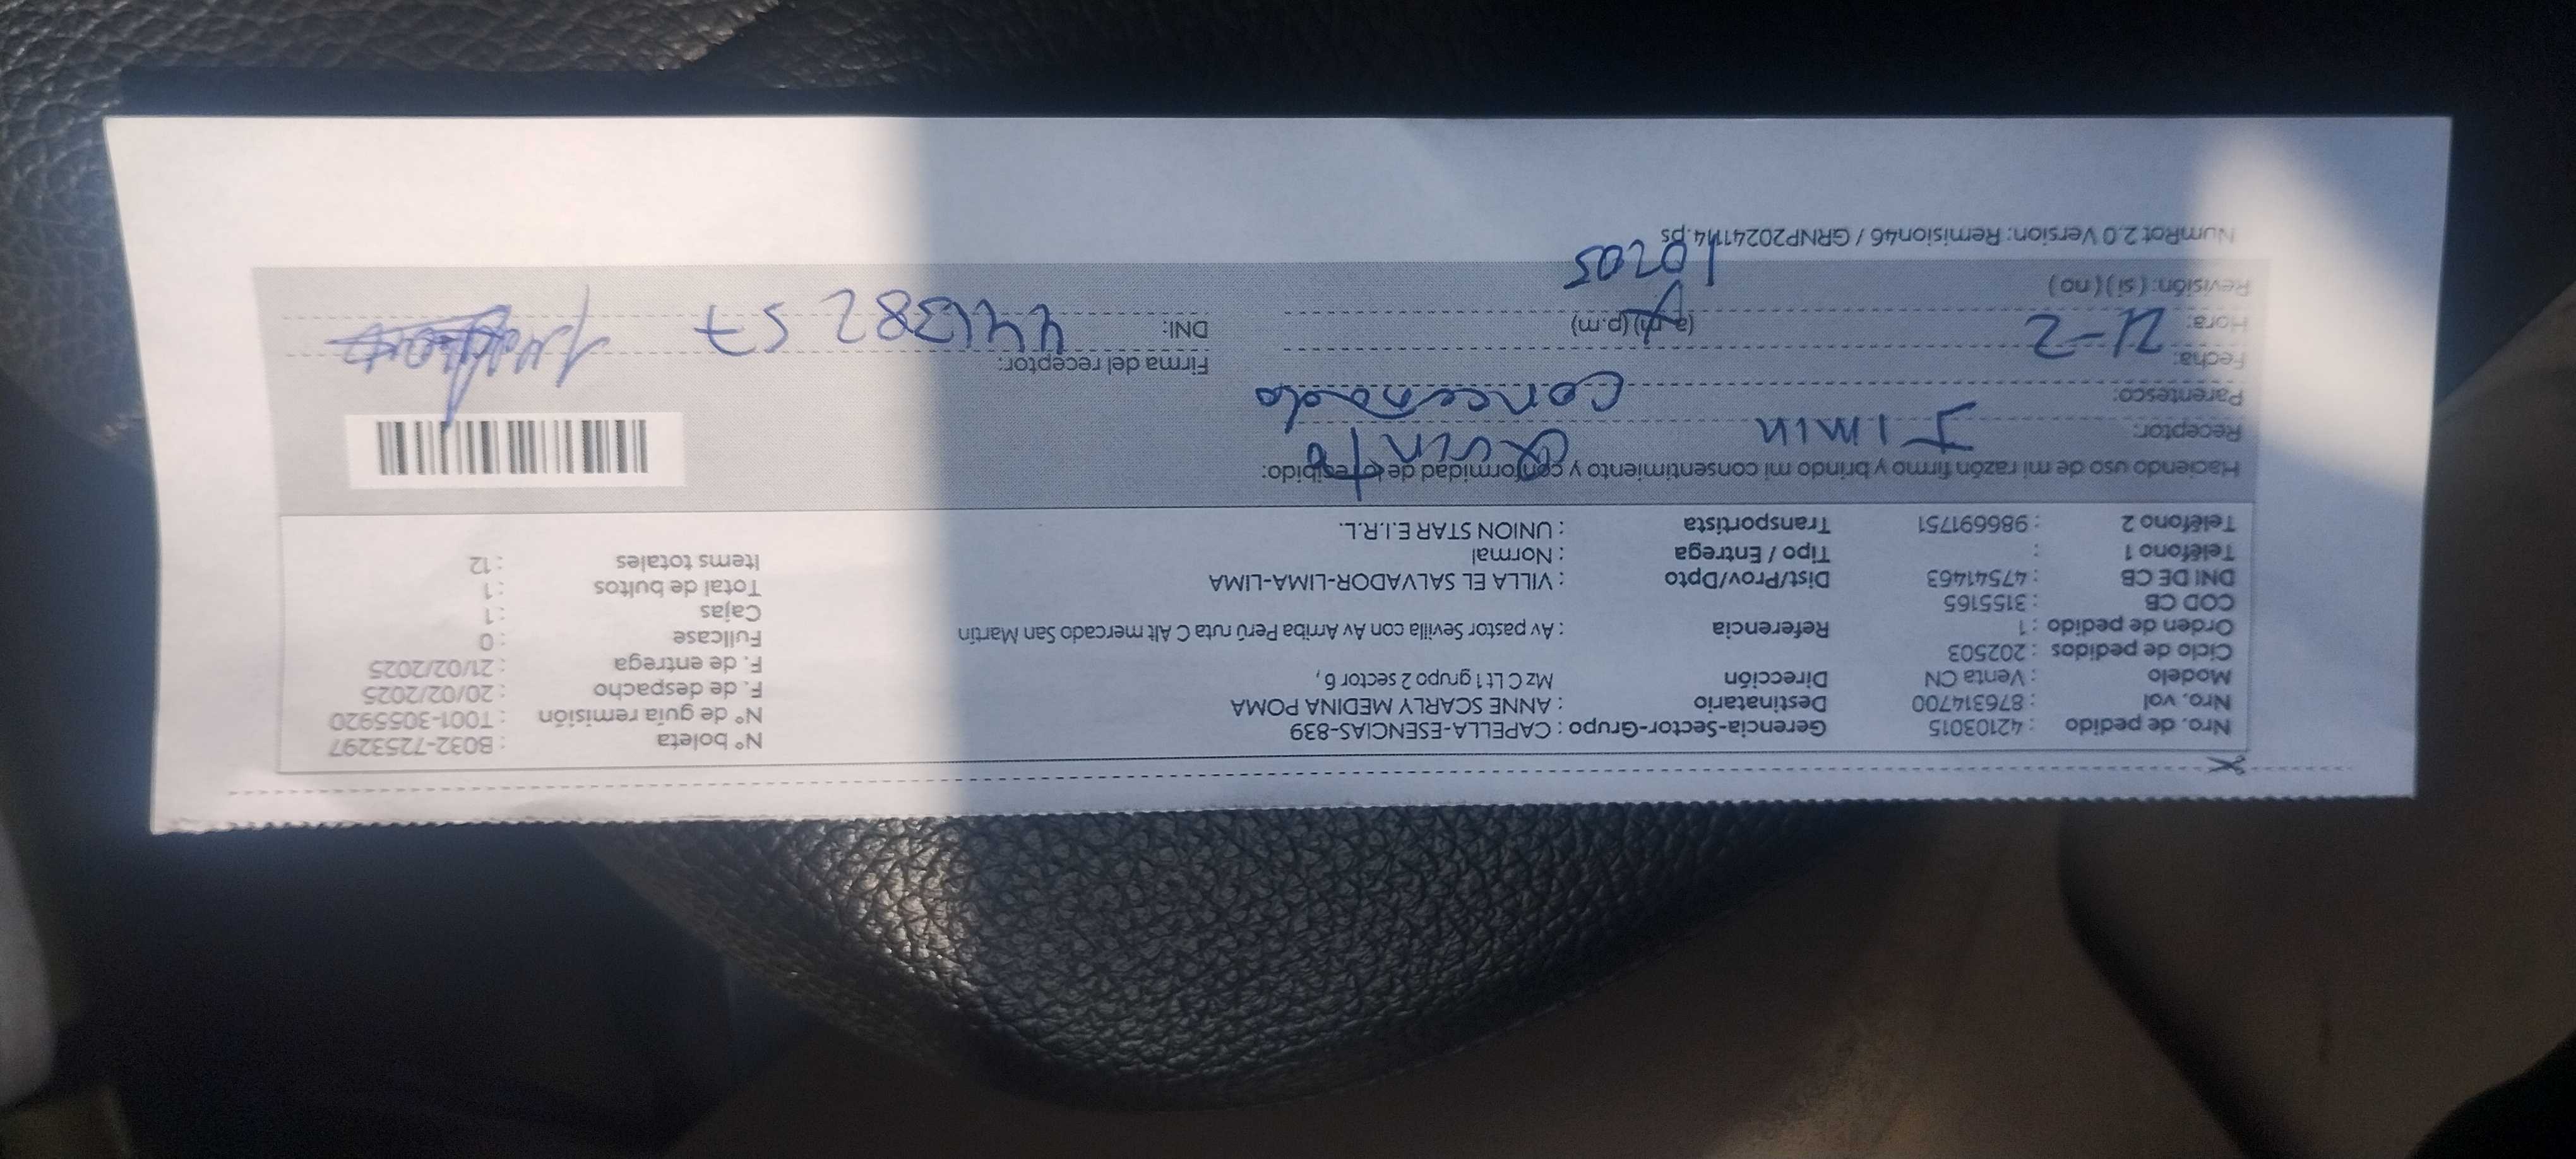 Nro. de pedido : 42103015 Gerencia-Sector-Grupo : CAPELLA-ESENCIAS-839 N° boleta : B032-7253297
Nro. vol : 876314700 Destinatario : ANNE SCARLY MEDINA POMA N° de guía remisión : T001-3055920
Modelo : Venta CN Dirección Mz C Lt 1 grupo 2 sector 6 , F. de despacho : 20/02/2025
Ciclo de pedidos : 202503 F. de entrega : 21/02/2025
Orden de pedido : 1 Referencia : Av pastor Sevilla con Av Arriba Perú ruta C Alt mercado San Martín Fullcase : 0
COD CB : 3155165 Cajas : 1
DNI DE CB : 47541463 Dist/Prov/Dpto : VILLA EL SALVADOR-LIMA-LIMA Total de bultos : 1
Teléfono 1 : Tipo / Entrega : Normal Items totales : 12
Teléfono 2 : 986691751 Transportista : UNION STAR E.I.R.L.
Haciendo uso de mi razón firmo y brindo mi consentimiento y conformidad de lo recibido:
Receptor: Jimin Quinto
Parentesco:
Fecha: 21-2 Firma del receptor:
Hora: (a.m) (p.m) DNI: 44138257
Revisión: ( si ) ( no )
NumRot 2.0 Version: Remision46 / GRNP20241114.ps